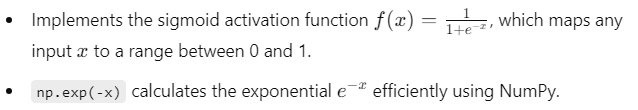 • Implements the sigmoid activation function f(x) = 1/(1+e^{-x}), which maps any
input x to a range between 0 and 1.
• np.exp(-x) calculates the exponential e^{-x} efficiently using NumPy.